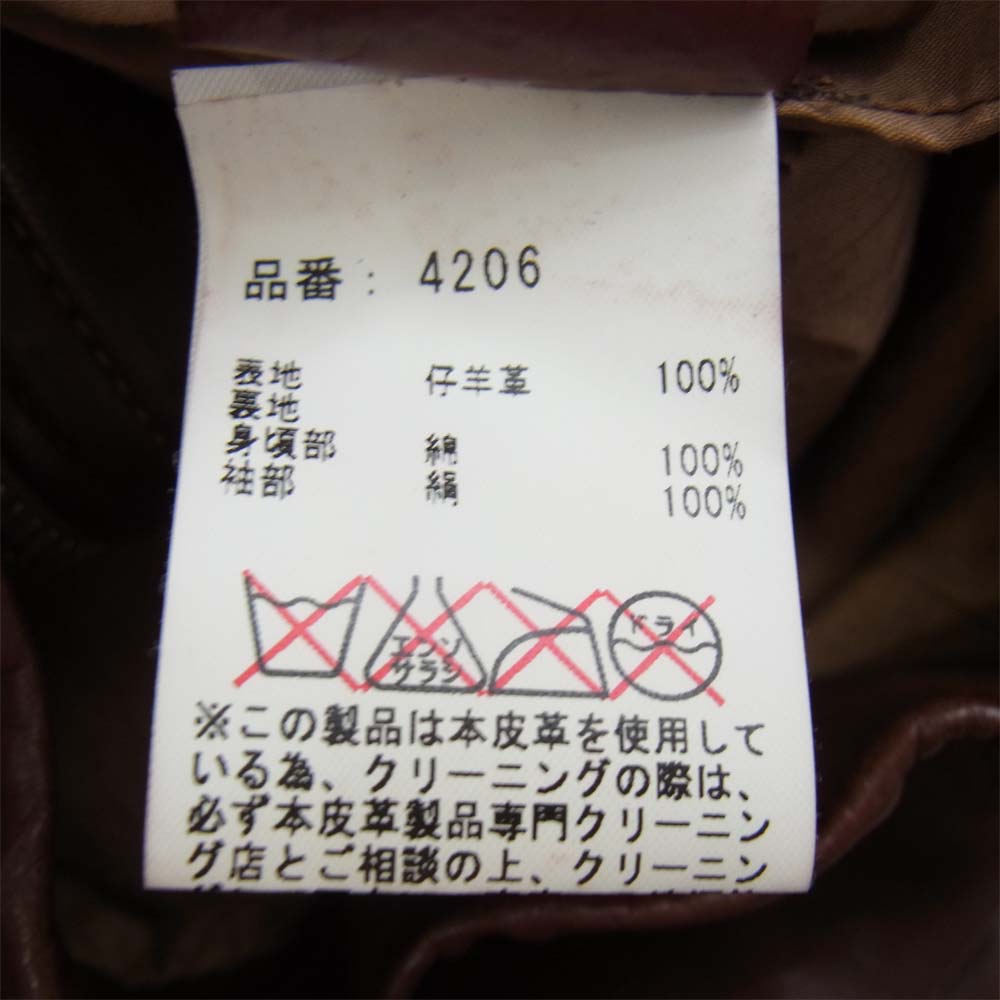 品番： 4206
表地 仔羊革 100%
裏地
身頃部 綿 100%
袖部 絹 100%
エンソ
サラシ
ドライ
※この製品は本皮革を使用して
いる為、クリーニングの際は、
必ず本皮革製品専門クリーニン
グ店とご相談の上、クリーニン